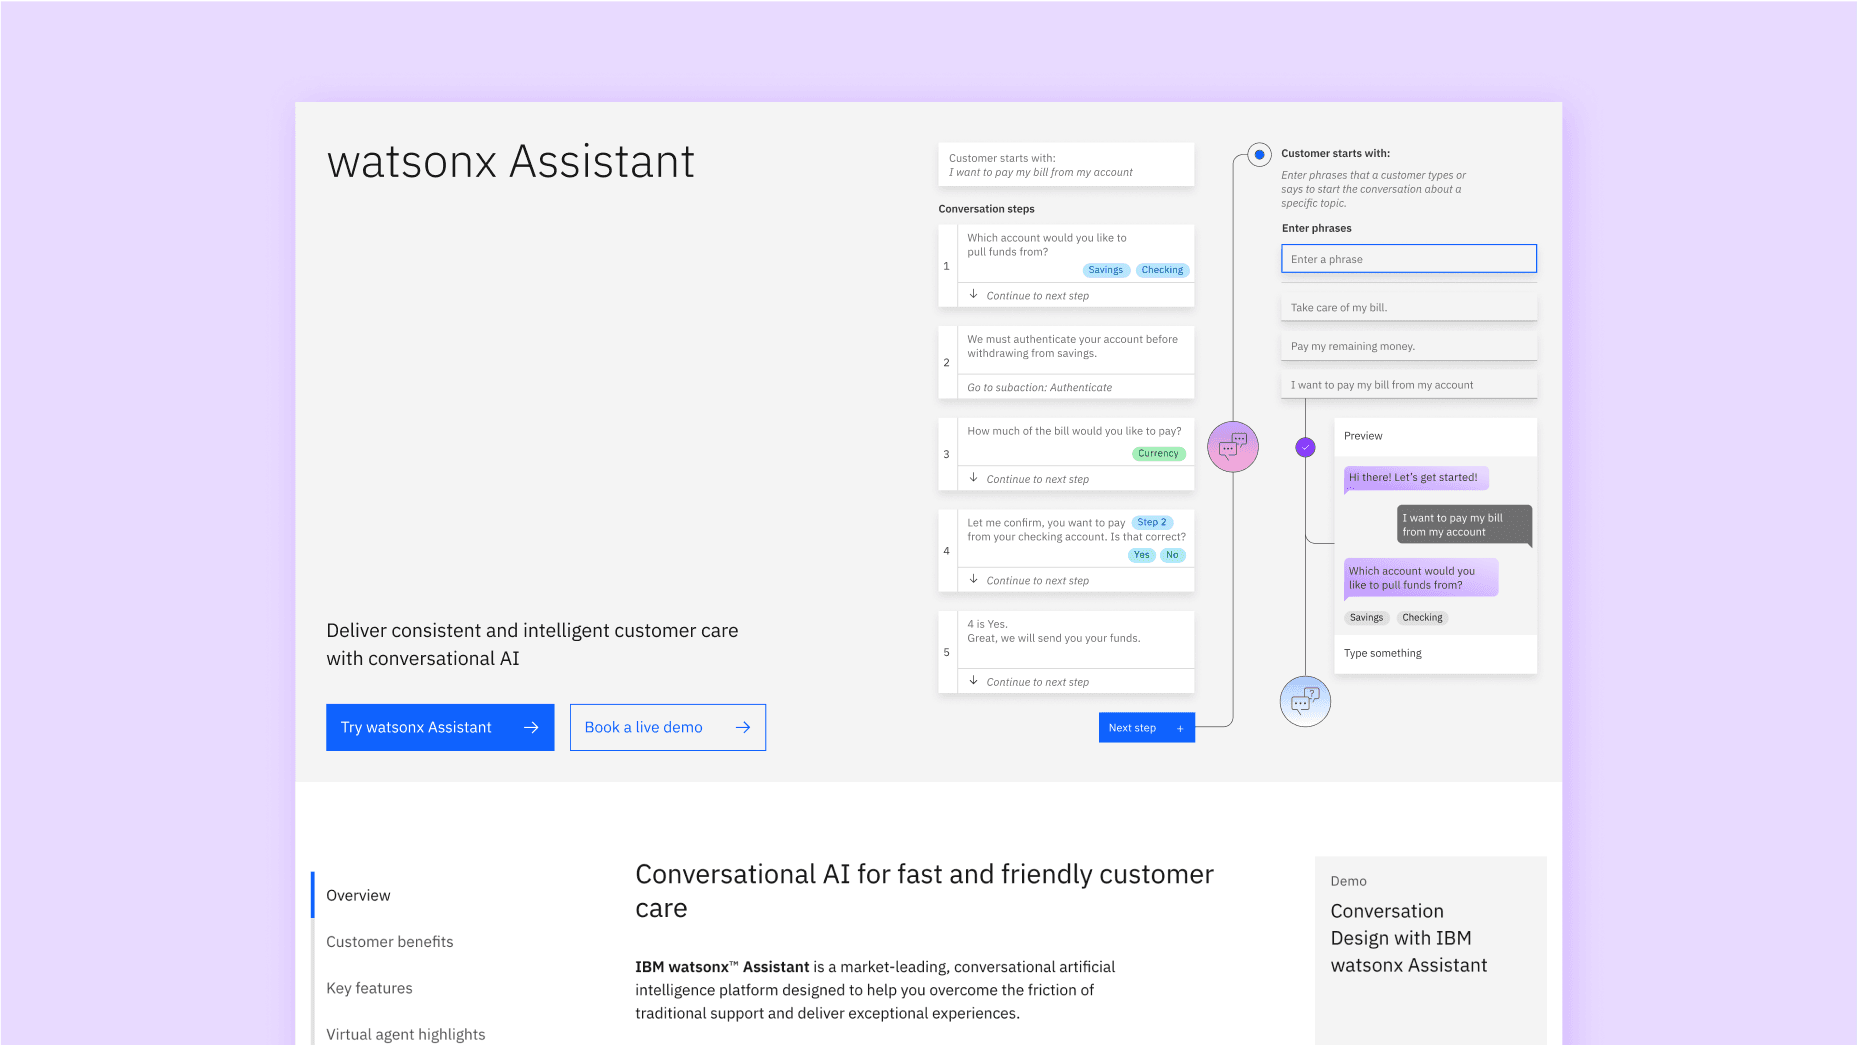 watsonx Assistant
Deliver consistent and intelligent customer care
with conversational AI
Try watsonx Assistant
Book a live demo
Customer starts with:
I want to pay my bill from my account
Conversation steps
1
Which account would you like to
pull funds from?
Savings Checking
Continue to next step
2
We must authenticate your account before
withdrawing from savings.
Go to subaction: Authenticate
3
How much of the bill would you like to pay?
Currency
Continue to next step
4
Let me confirm, you want to pay Step 2
from your checking account. Is that correct?
Yes No
Continue to next step
5
4 is Yes.
Great, we will send you your funds.
Continue to next step
Next step +
Customer starts with:
Enter phrases that a customer types or
says to start the conversation about a
specific topic.
Enter phrases
Enter a phrase
Take care of my bill.
Pay my remaining money.
I want to pay my bill from my account
Preview
Hi there! Let's get started!
I want to pay my bill
from my account
Which account would you
like to pull funds from?
Savings Checking
Type something
Overview
Customer benefits
Key features
Virtual agent highlights
Conversational AI for fast and friendly customer
care
IBM watsonx™ Assistant is a market-leading, conversational artificial
intelligence platform designed to help you overcome the friction of
traditional support and deliver exceptional experiences.
Demo
Conversation
Design with IBM
watsonx Assistant